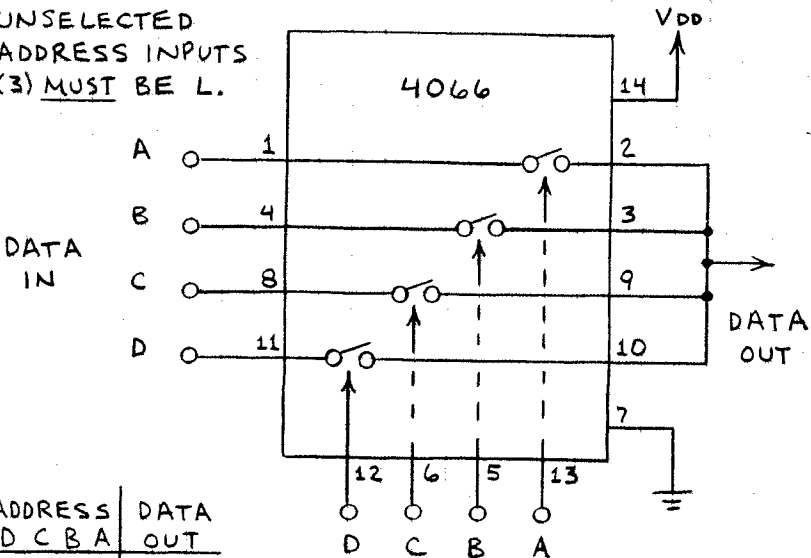 UNSELECTED
ADDRESS INPUTS
(3) MUST BE L.
VDD
4066
14
A 1 2
B 4 3
DATA
IN
C 8 9
D 11 10
DATA
OUT
7
12 6 5 13
D C B A
ADDRESS DATA
D C B A OUT